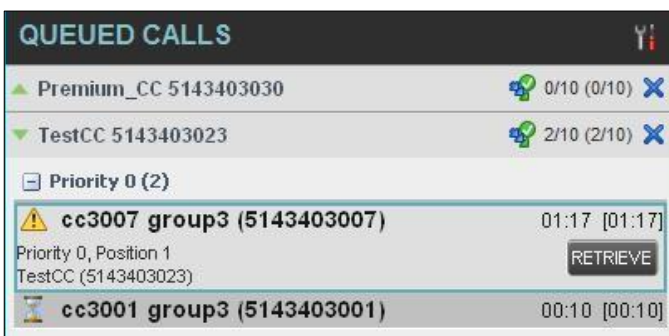 QUEUED CALLS
Premium_CC 5143403030 0/10 (0/10)
TestCC 5143403023 2/10 (2/10)
Priority 0 (2)
cc3007 group3 (5143403007) 01:17 [01:17]
Priority 0, Position 1
RETRIEVE
TestCC (5143403023)
cc3001 group3 (5143403001) 00:10 [00:10]